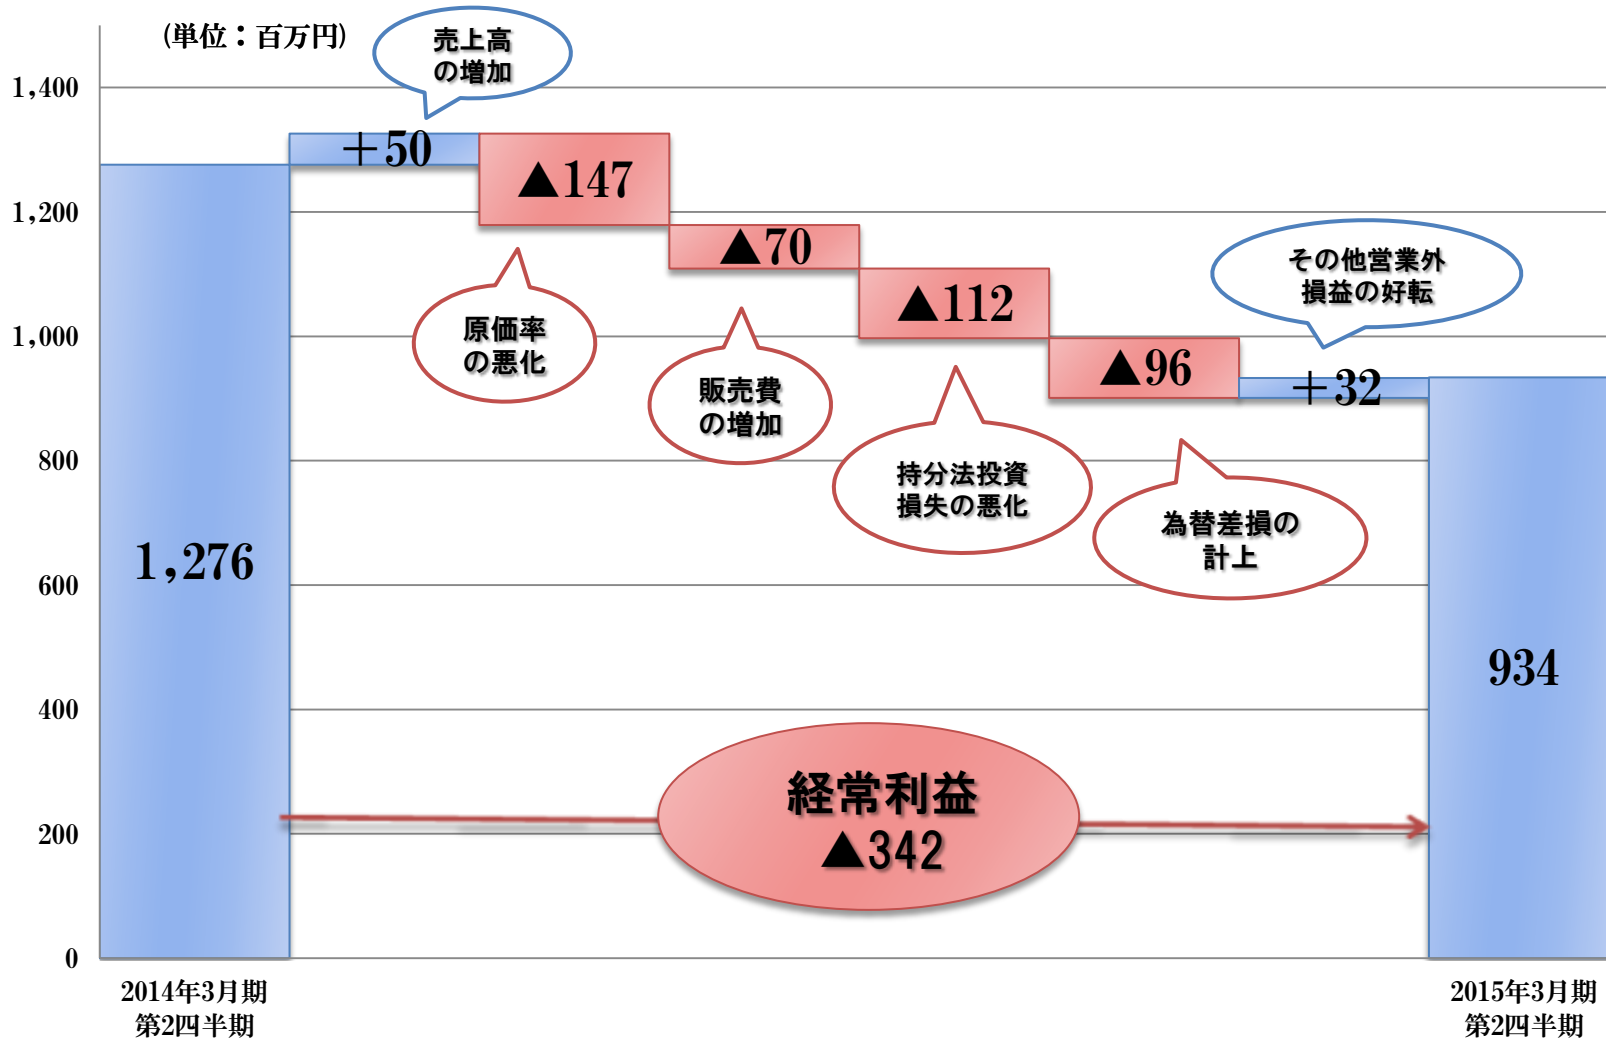 (単位：百万円)
売上高
の増加
1,400
1,200
1,000
800
600
400
200
0
1,276
＋50
▲147
▲70
▲112
▲96
＋32
934
原価率
の悪化
販売費
の増加
持分法投資
損失の悪化
為替差損の
計上
その他営業外
損益の好転
経常利益
▲342
2014年3月期
第2四半期
2015年3月期
第2四半期